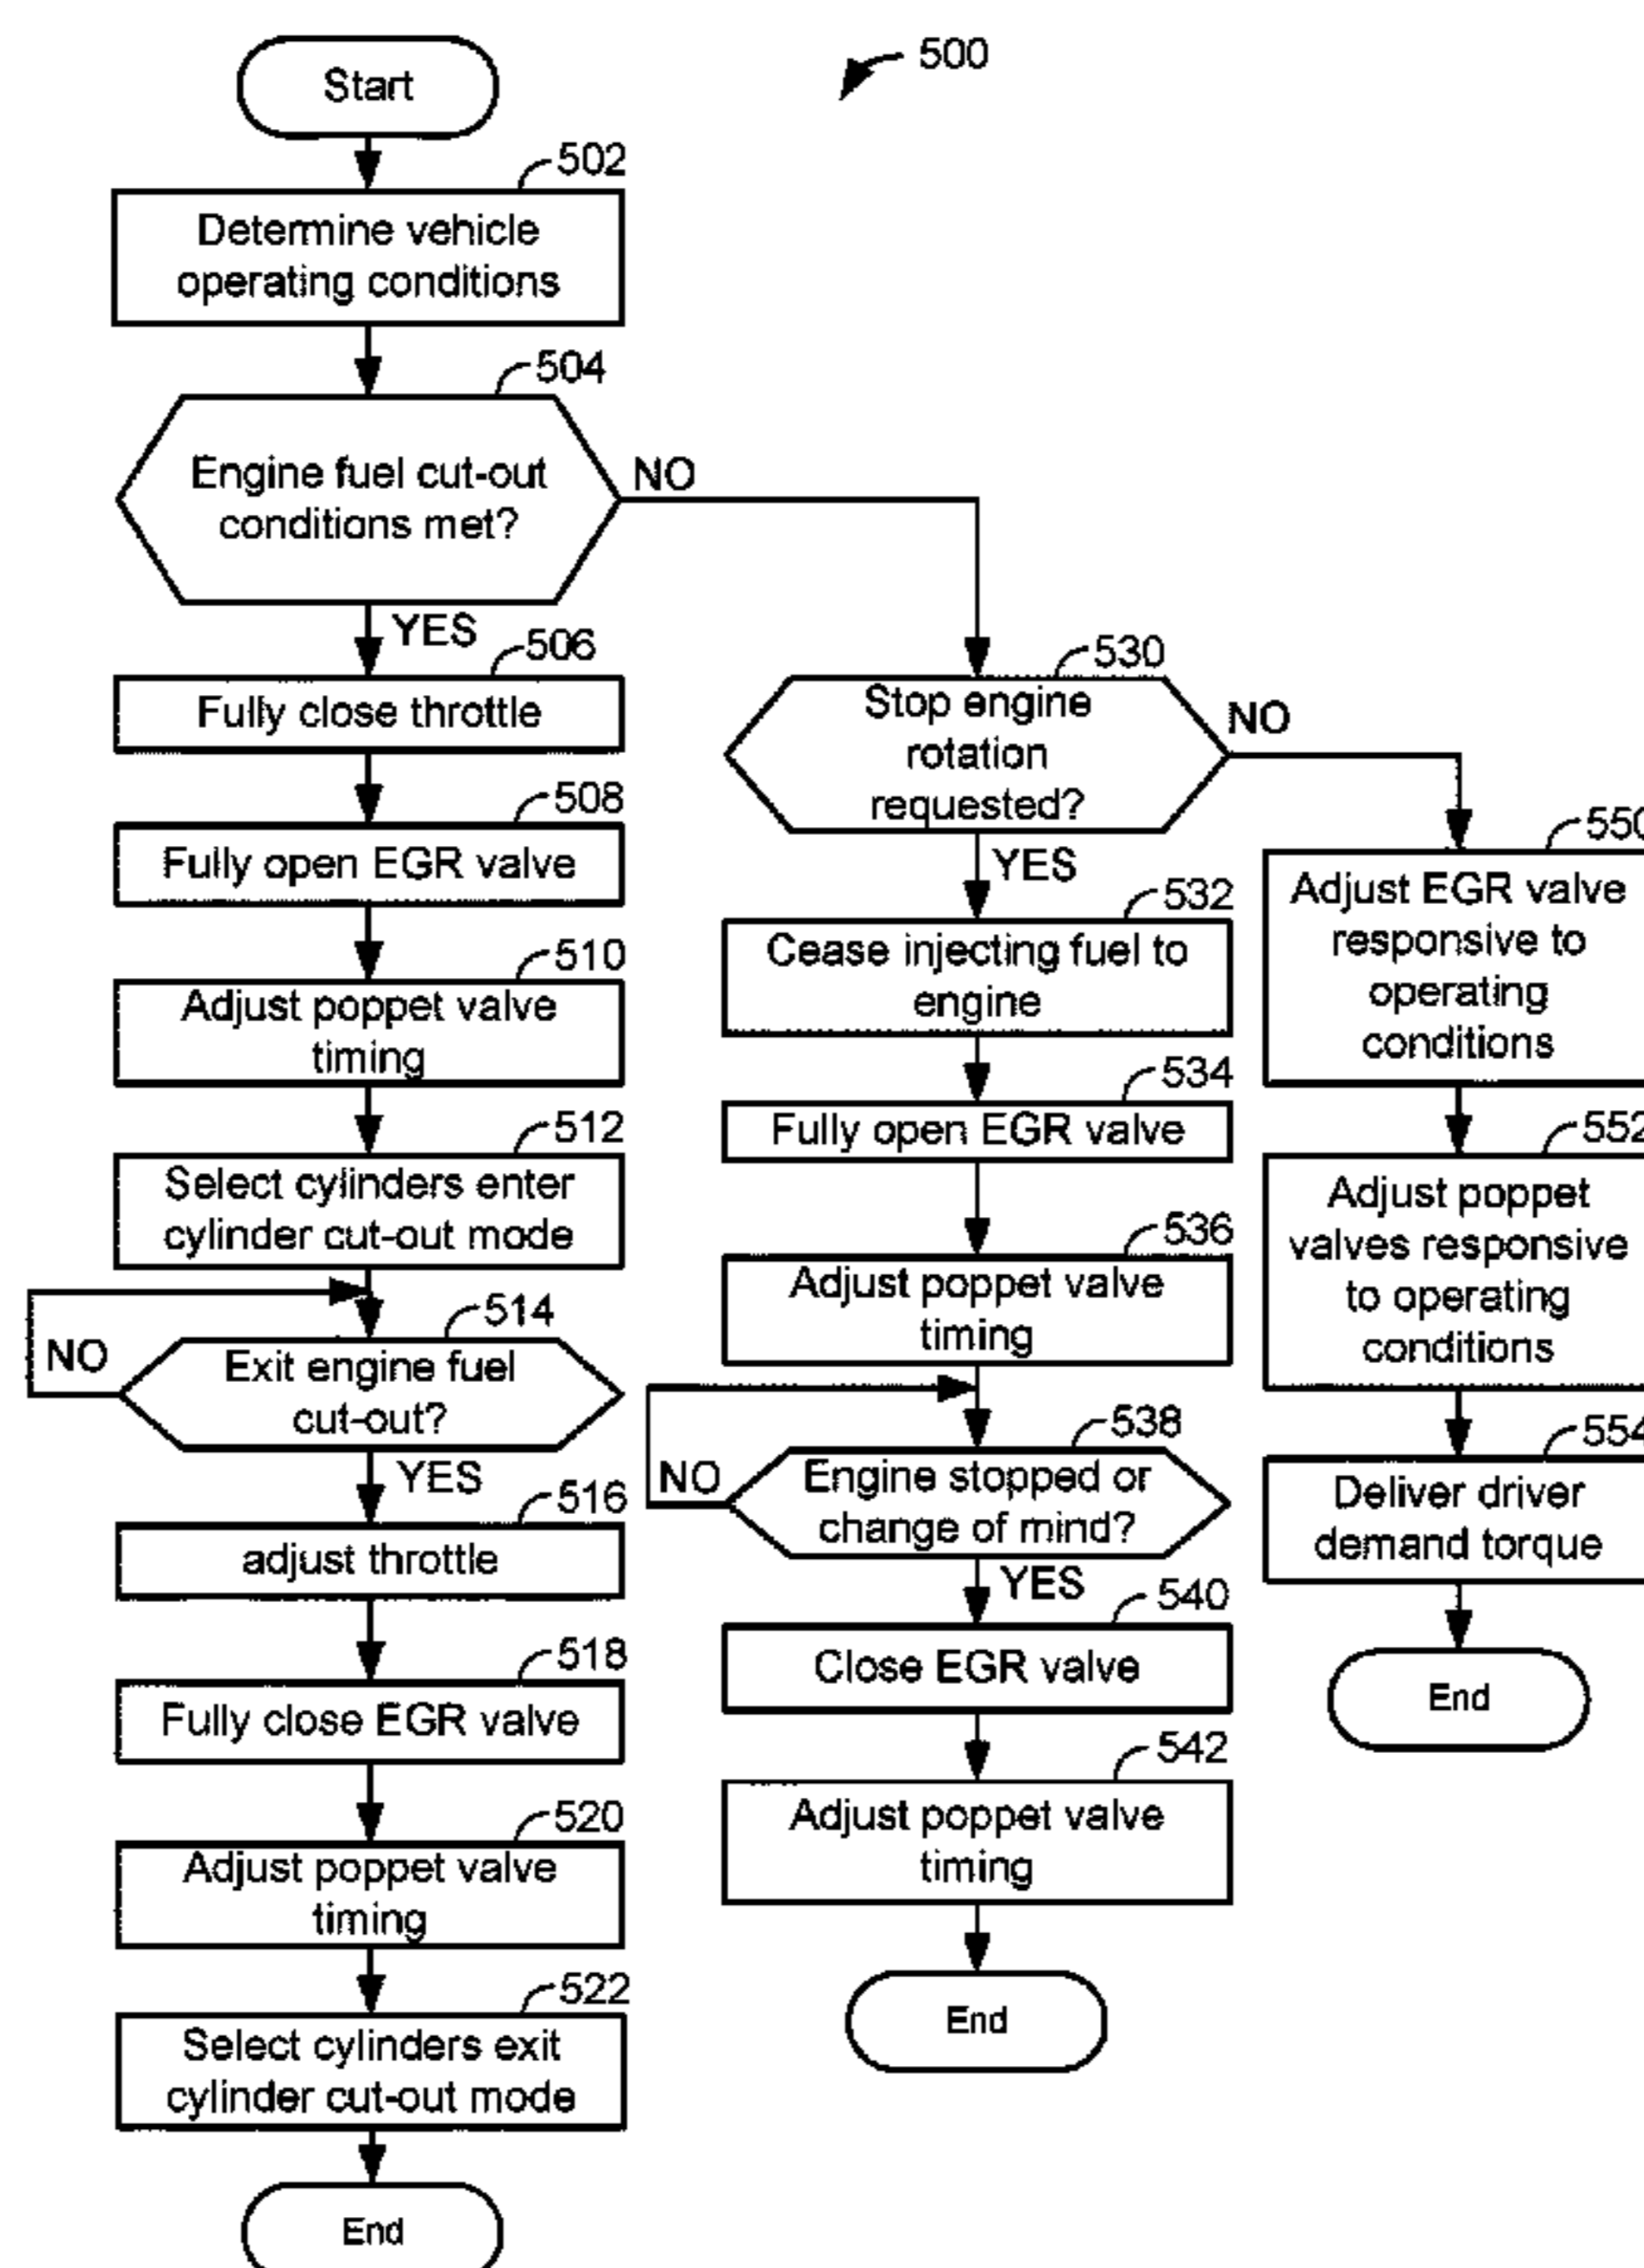 Start
500
502
Determine vehicle
operating conditions
504
Engine fuel cut-out
conditions met?
NO
YES
506
Fully close throttle
508
Fully open EGR valve
510
Adjust poppet valve
timing
512
Select cylinders enter
cylinder cut-out mode
514
NO
Exit engine fuel
cut-out?
YES
516
adjust throttle
518
Fully close EGR valve
520
Adjust poppet valve
timing
522
Select cylinders exit
cylinder cut-out mode
End
530
Stop engine
rotation
requested?
NO
YES
532
Cease injecting fuel to
engine
534
Fully open EGR valve
536
Adjust poppet valve
timing
538
NO
Engine stopped or
change of mind?
YES
540
Close EGR valve
542
Adjust poppet valve
timing
End
550
Adjust EGR valve
responsive to
operating
conditions
552
Adjust poppet
valves responsive
to operating
conditions
554
Deliver driver
demand torque
End